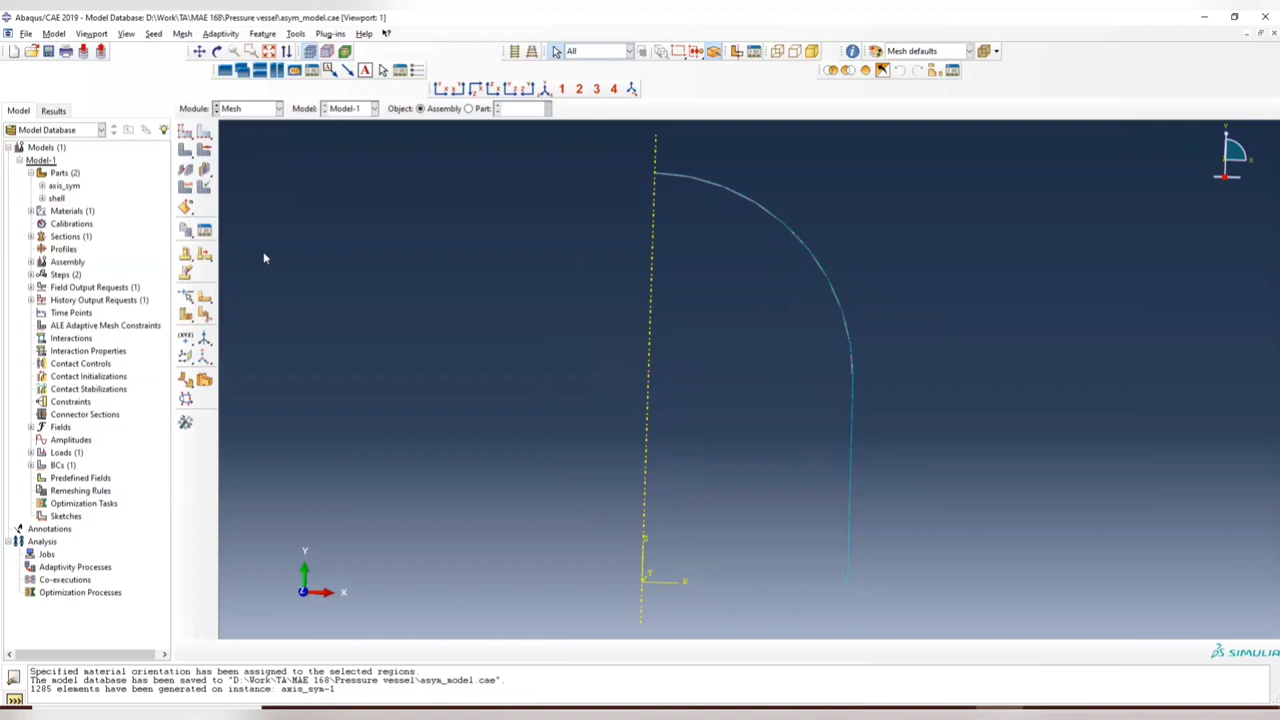 Abaqus/CAE 2019 - Model Database: D:\Work\TA\MAE 168\Pressure vessel\asym_model.cae [Viewport: 1]
File Model Viewport View Seed Mesh Adaptivity Feature Tools Plug-ins Help
All
Mesh defaults
A
1 2 3 4
Model Results
Module: Mesh Model: Model-1 Object: Assembly Part:
Model Database
Models (1)
Model-1
Parts (2)
axis_sym
shell
Materials (1)
Calibrations
Sections (1)
Profiles
Assembly
Steps (2)
Field Output Requests (1)
History Output Requests (1)
Time Points
ALE Adaptive Mesh Constraints
Interactions
Interaction Properties
Contact Controls
Contact Initializations
Contact Stabilizations
Constraints
Connector Sections
Fields
Amplitudes
Loads (1)
BCs (1)
Predefined Fields
Remeshing Rules
Optimization Tasks
Sketches
Annotations
Analysis
Jobs
Adaptivity Processes
Co-executions
Optimization Processes
(XYZ)
Y
X
Z
T
R
Y
X
Z
SIMULIA
Specified material orientation has been assigned to the selected regions.
The model database has been saved to "D:\Work\TA\MAE 168\Pressure vessel\asym_model.cae".
1285 elements have been generated on instance: axis_sym-1
>>>